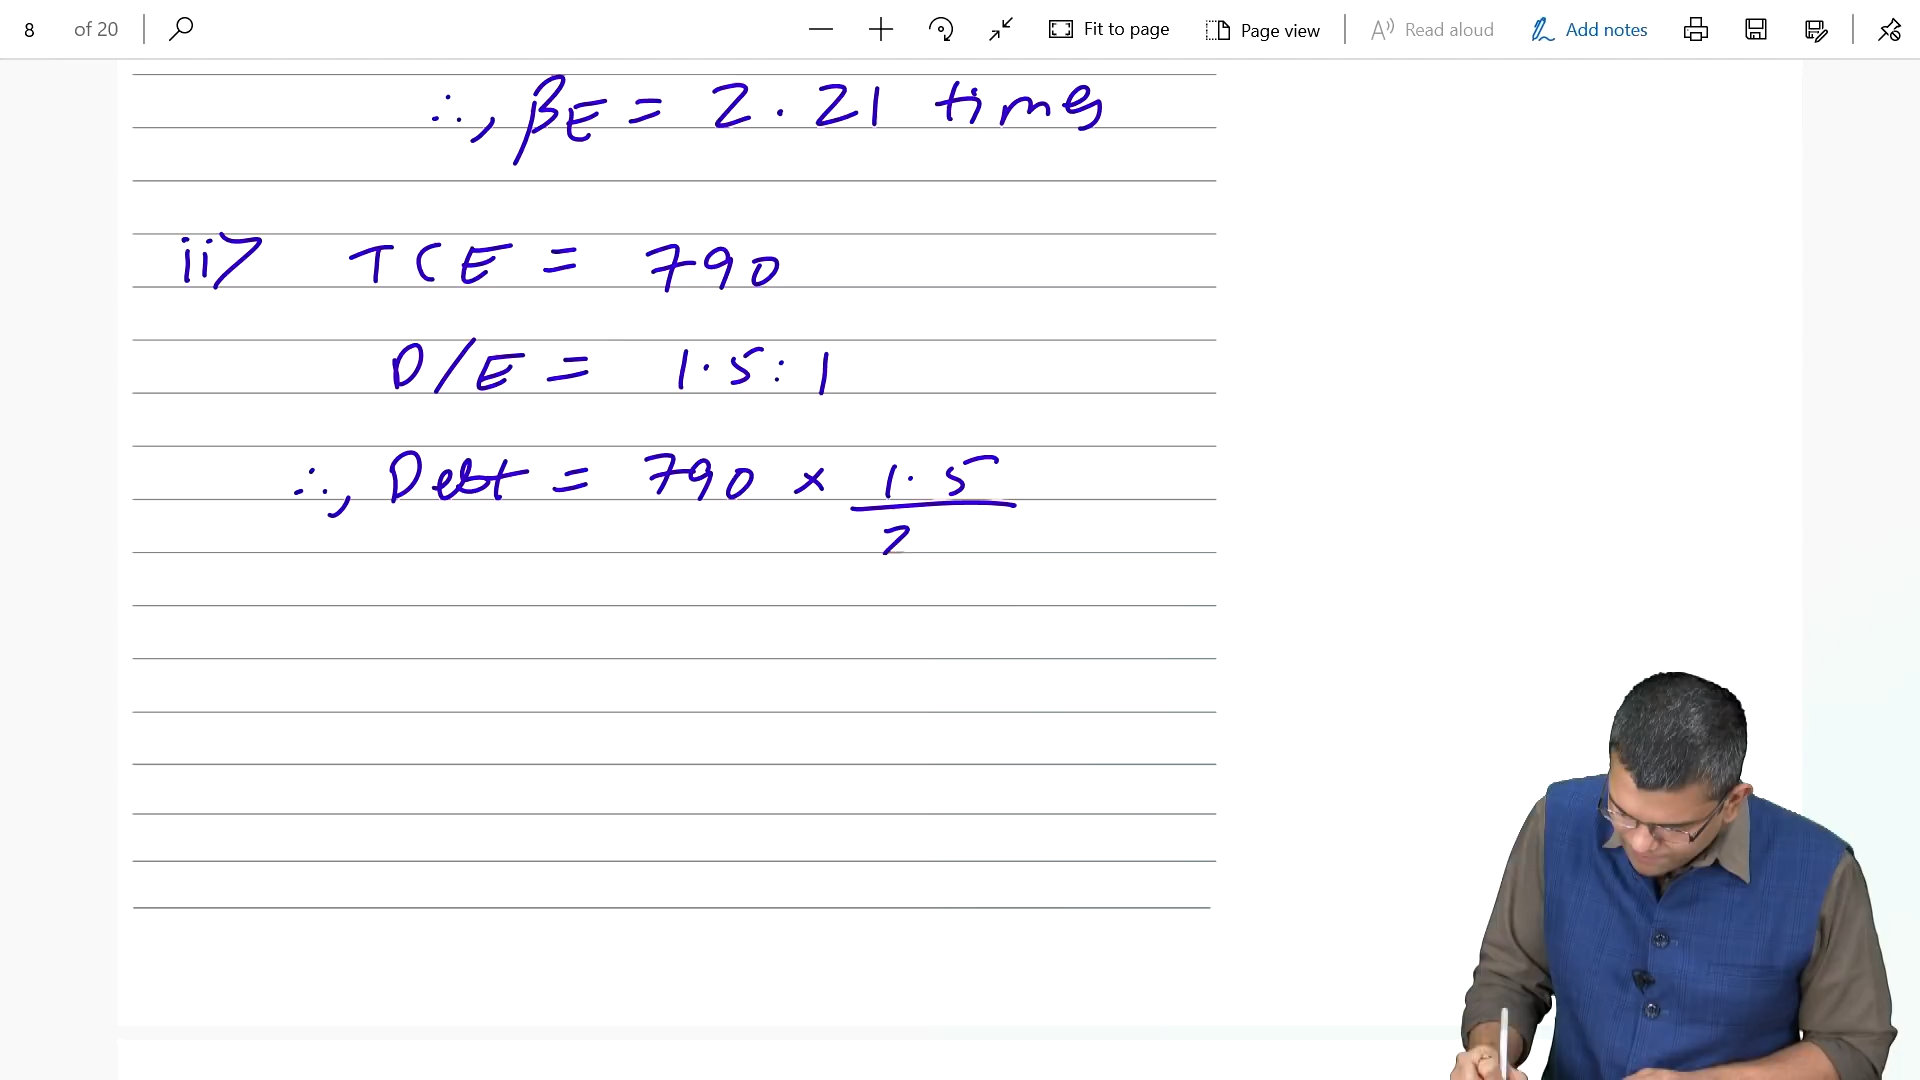 8 of 20 Fit to page Page view Read aloud Add notes
∴, βE = 2.21 times
ii> TCE = 790
D/E = 1.5:1
∴, Debt = 790 × 1.5
2